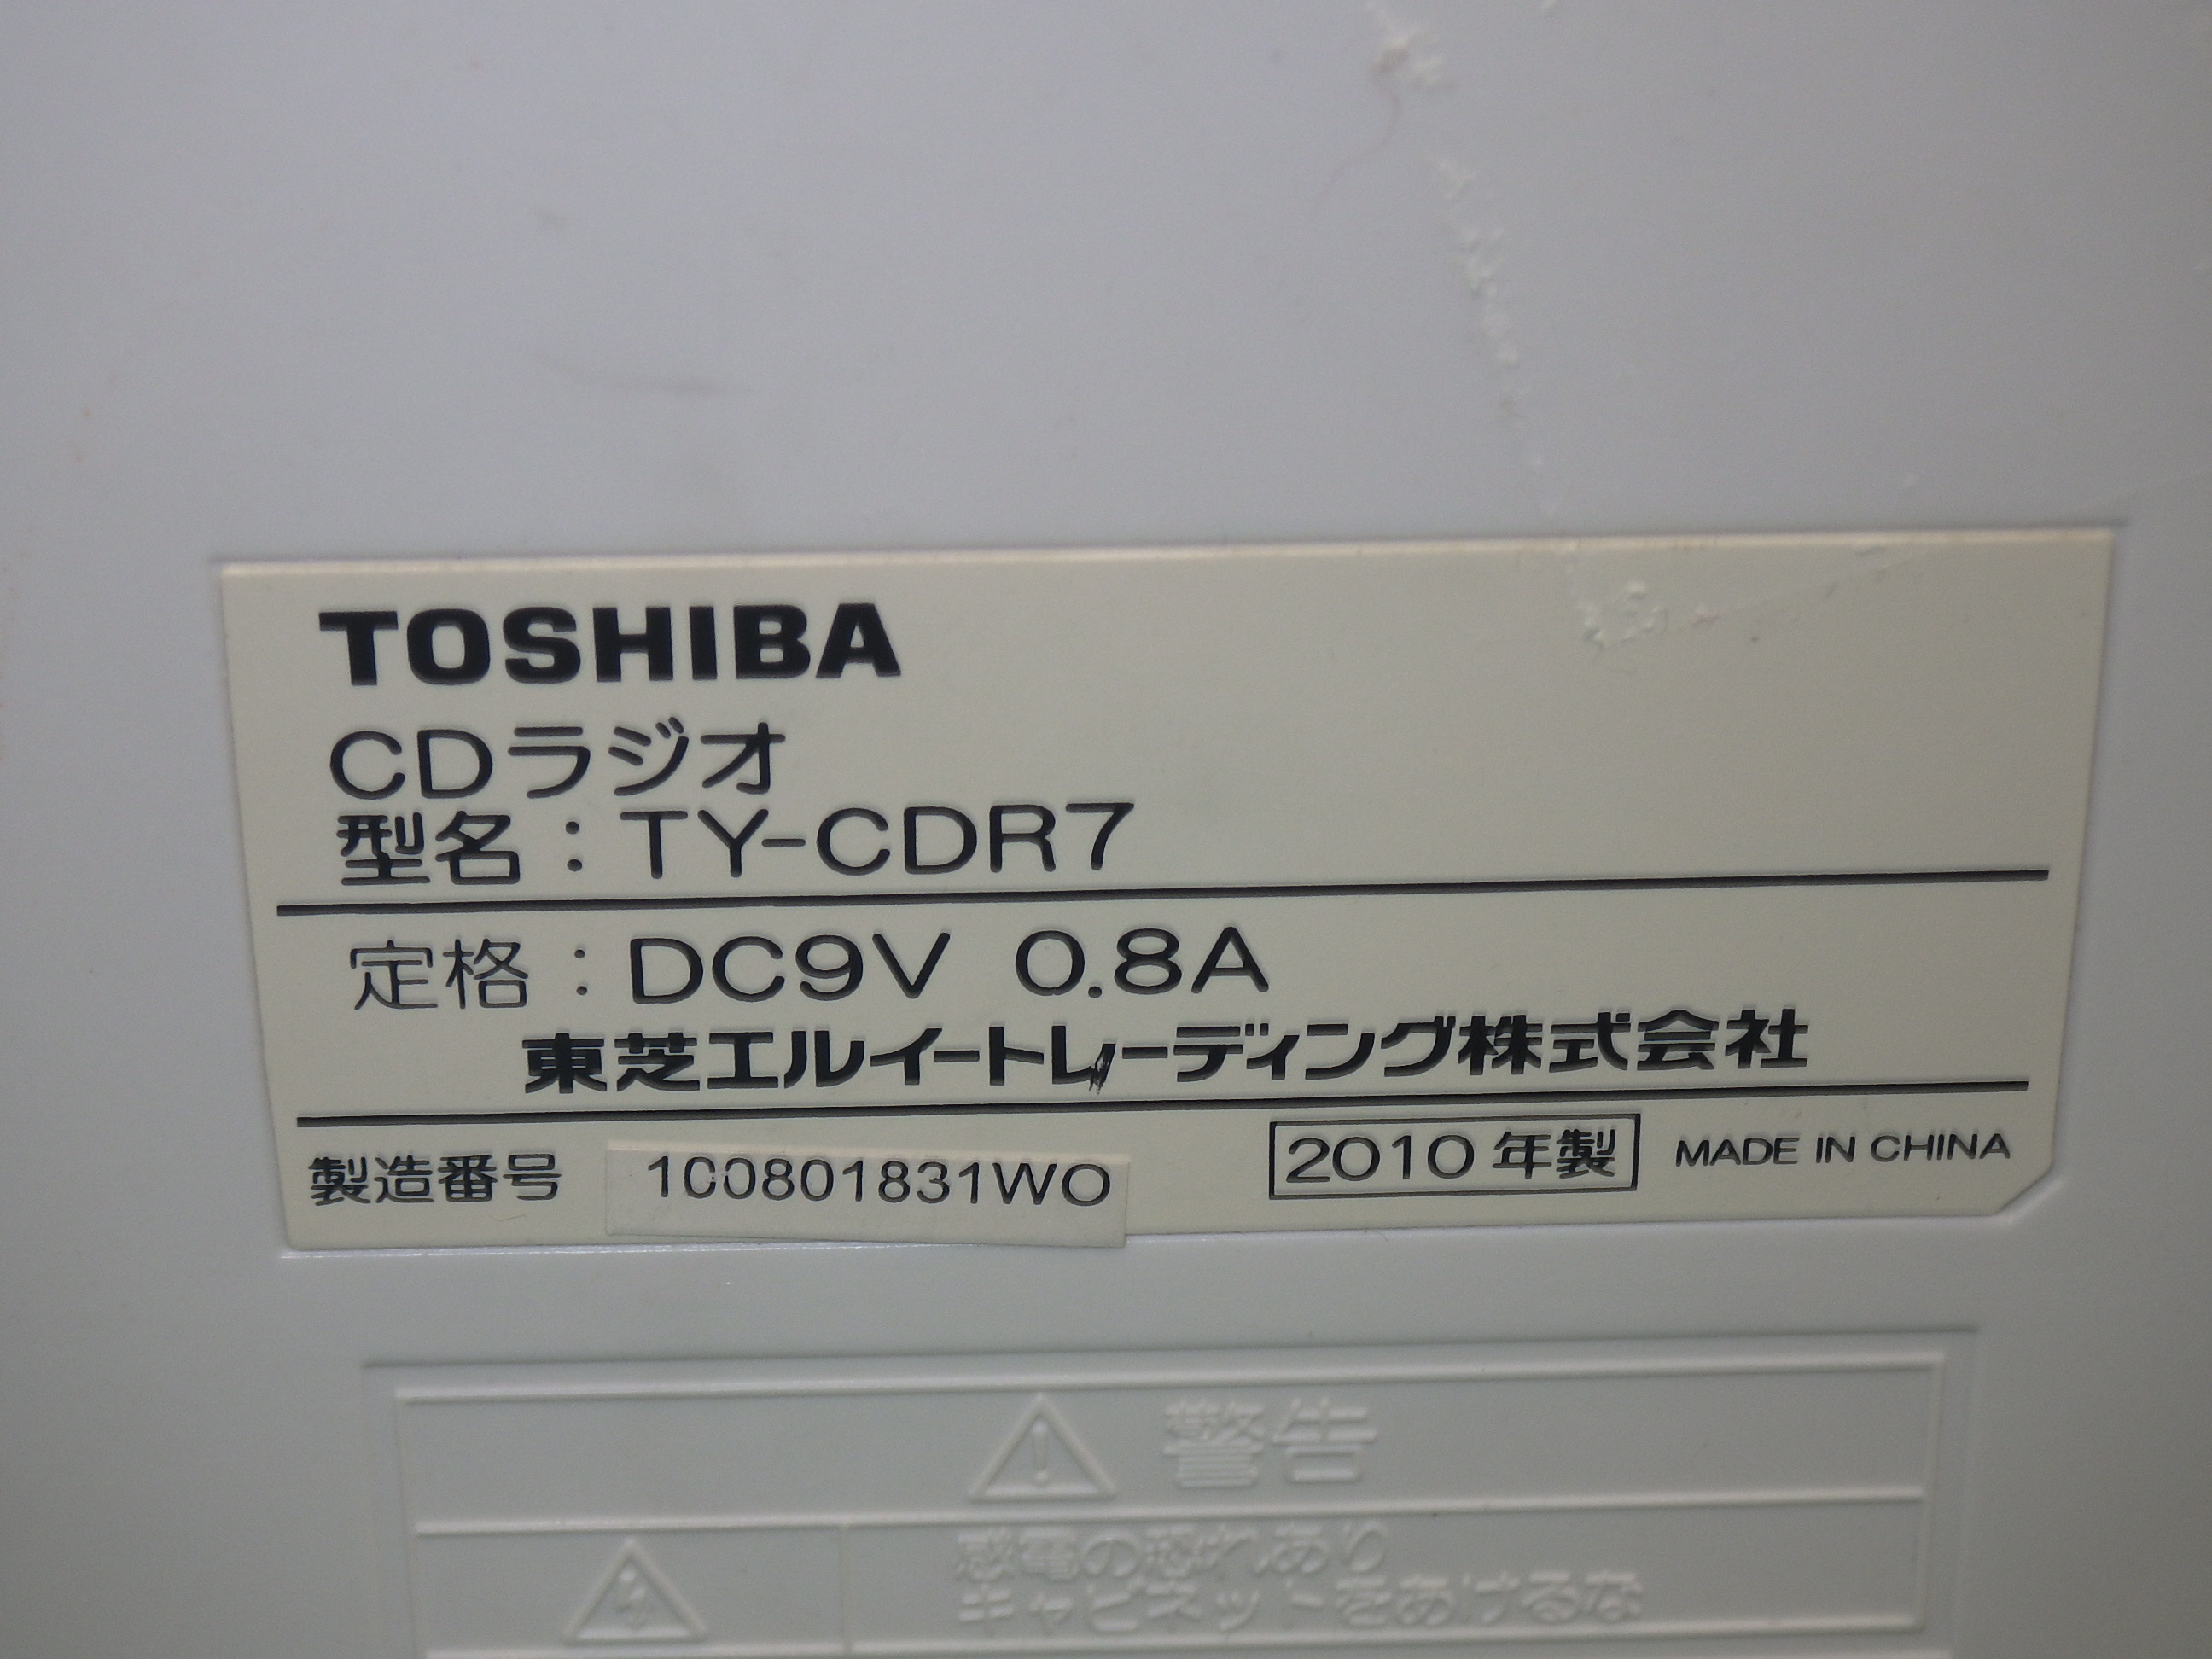 TOSHIBA
CDラジオ
型名：TY-CDR7
定格：DC9V 0.8A
東芝エルイートレーディング株式会社
製造番号 100801831WO 2010年製 MADE IN CHINA
警告
感電の恐れあり
キャビネットをあけるな